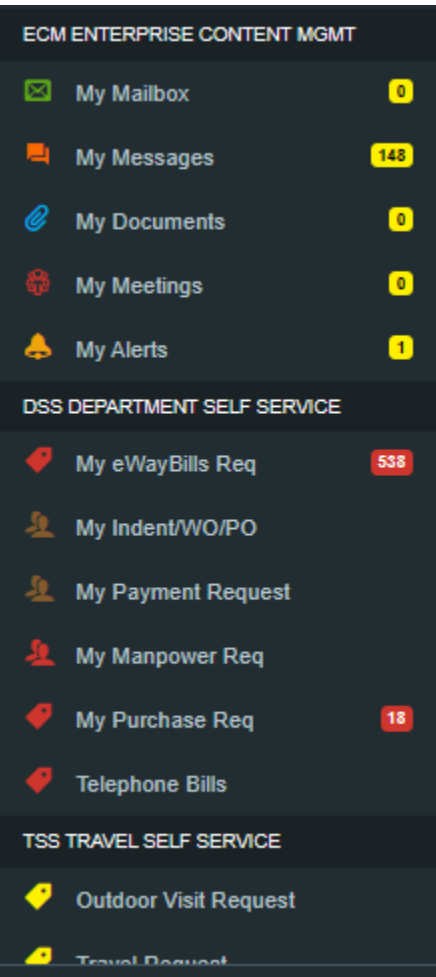 ECM ENTERPRISE CONTENT MGMT
My Mailbox 0
My Messages 148
My Documents 0
My Meetings 0
My Alerts 1
DSS DEPARTMENT SELF SERVICE
My eWayBills Req 538
My Indent/WO/PO
My Payment Request
My Manpower Req
My Purchase Req 18
Telephone Bills
TSS TRAVEL SELF SERVICE
Outdoor Visit Request
Travel Request